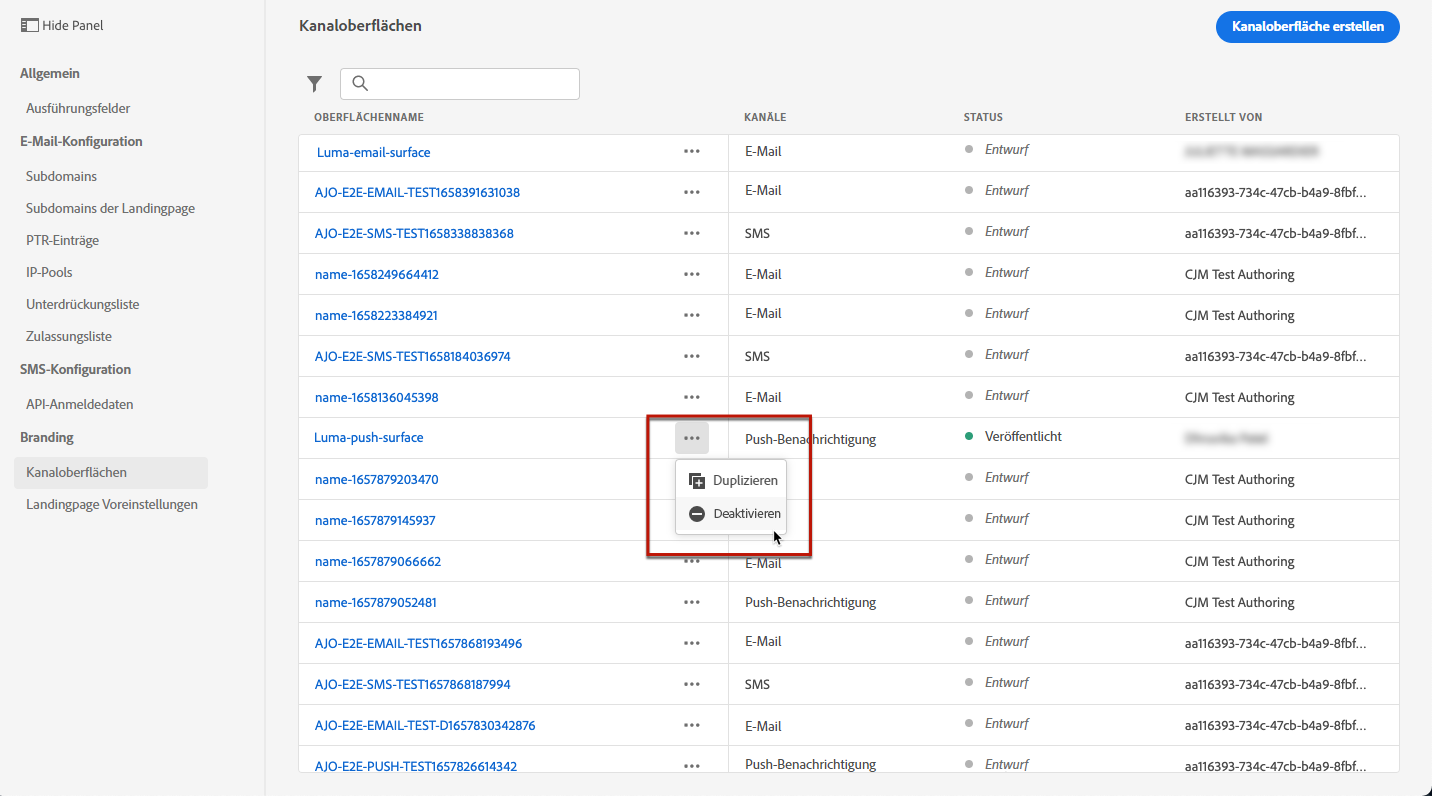 Hide Panel
Allgemein
Ausführungsfelder
E-Mail-Konfiguration
Subdomains
Subdomains der Landingpage
PTR-Einträge
IP-Pools
Unterdrückungsliste
Zulassungsliste
SMS-Konfiguration
API-Anmeldedaten
Branding
Kanaloberflächen
Landingpage Voreinstellungen
Kanaloberflächen
Kanaloberfläche erstellen
OBERFLÄCHENNAME KANÄLE STATUS ERSTELLT VON
Luma-email-surface E-Mail Entwurf
AJO-E2E-EMAIL-TEST1658391631038 E-Mail Entwurf aa116393-734c-47cb-b4a9-8fbf...
AJO-E2E-SMS-TEST1658338838368 SMS Entwurf aa116393-734c-47cb-b4a9-8fbf...
name-1658249664412 E-Mail Entwurf CJM Test Authoring
name-1658223384921 E-Mail Entwurf CJM Test Authoring
AJO-E2E-SMS-TEST1658184036974 SMS Entwurf aa116393-734c-47cb-b4a9-8fbf...
name-1658136045398 E-Mail Entwurf CJM Test Authoring
Luma-push-surface Push-Benachrichtigung Veröffentlicht
name-1657879203470 Entwurf CJM Test Authoring
Duplizieren
Deaktivieren
name-1657879145937 Entwurf CJM Test Authoring
name-1657879066662 E-Mail Entwurf CJM Test Authoring
name-1657879052481 Push-Benachrichtigung Entwurf CJM Test Authoring
AJO-E2E-EMAIL-TEST1657868193496 E-Mail Entwurf aa116393-734c-47cb-b4a9-8fbf...
AJO-E2E-SMS-TEST1657868187994 SMS Entwurf aa116393-734c-47cb-b4a9-8fbf...
AJO-E2E-EMAIL-TEST-D1657830342876 E-Mail Entwurf aa116393-734c-47cb-b4a9-8fbf...
AJO-E2E-PUSH-TEST1657826614342 Push-Benachrichtigung Entwurf aa116393-734c-47cb-b4a9-8fbf...